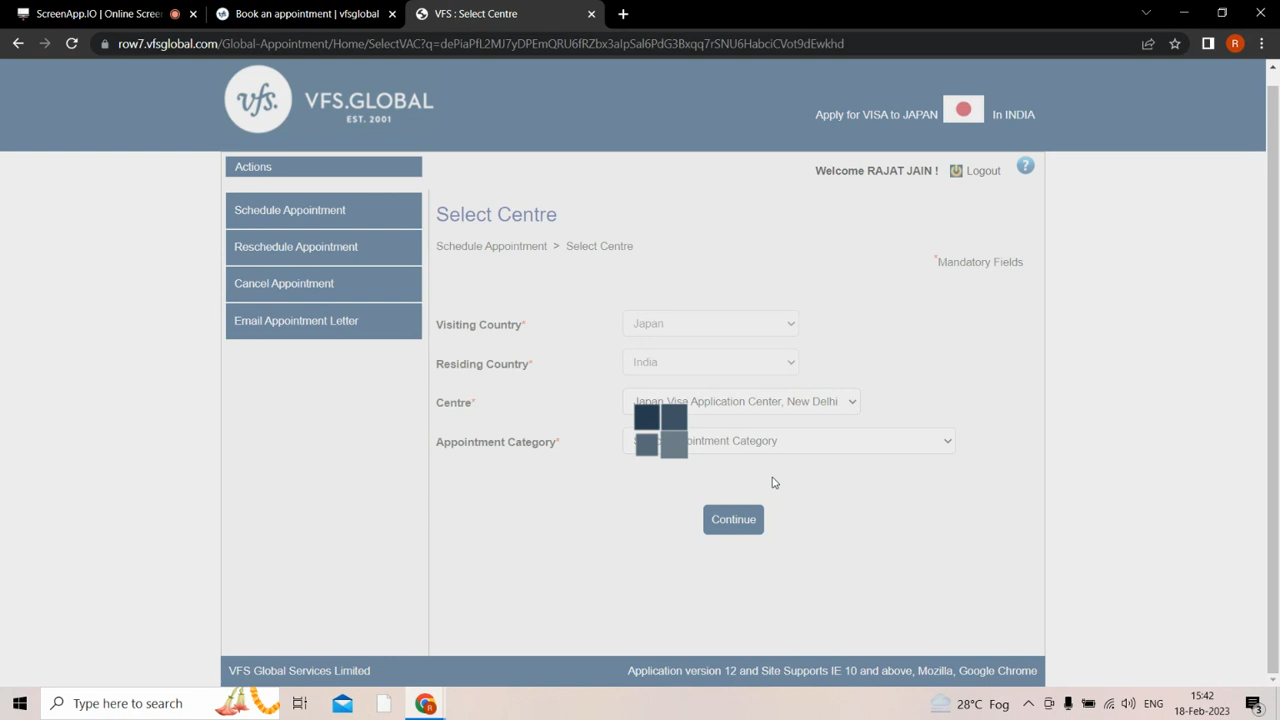 ScreenApp.IO | Online Screen
Book an appointment | vfsglobal
VFS : Select Centre
row7.vfsglobal.com/Global-Appointment/Home/SelectVAC?q=dePiaPfL2MJ7yDPEmQRU6fRZbx3aIpSal6PdG3Bxqq7rSNU6HabciCVot9dEwkhd
R
vfs. VFS.GLOBAL
EST. 2001
Apply for VISA to JAPAN In INDIA
Actions
Welcome RAJAT JAIN ! Logout ?
Schedule Appointment
Reschedule Appointment
Cancel Appointment
Email Appointment Letter
Select Centre
Schedule Appointment > Select Centre
*Mandatory Fields
Visiting Country* Japan
Residing Country* India
Centre* Japan Visa Application Center, New Delhi
Appointment Category* Appointment Category
Continue
VFS Global Services Limited
Application version 12 and Site Supports IE 10 and above, Mozilla, Google Chrome
Type here to search
R
28°C Fog
ENG
15:42
18-Feb-2023
3